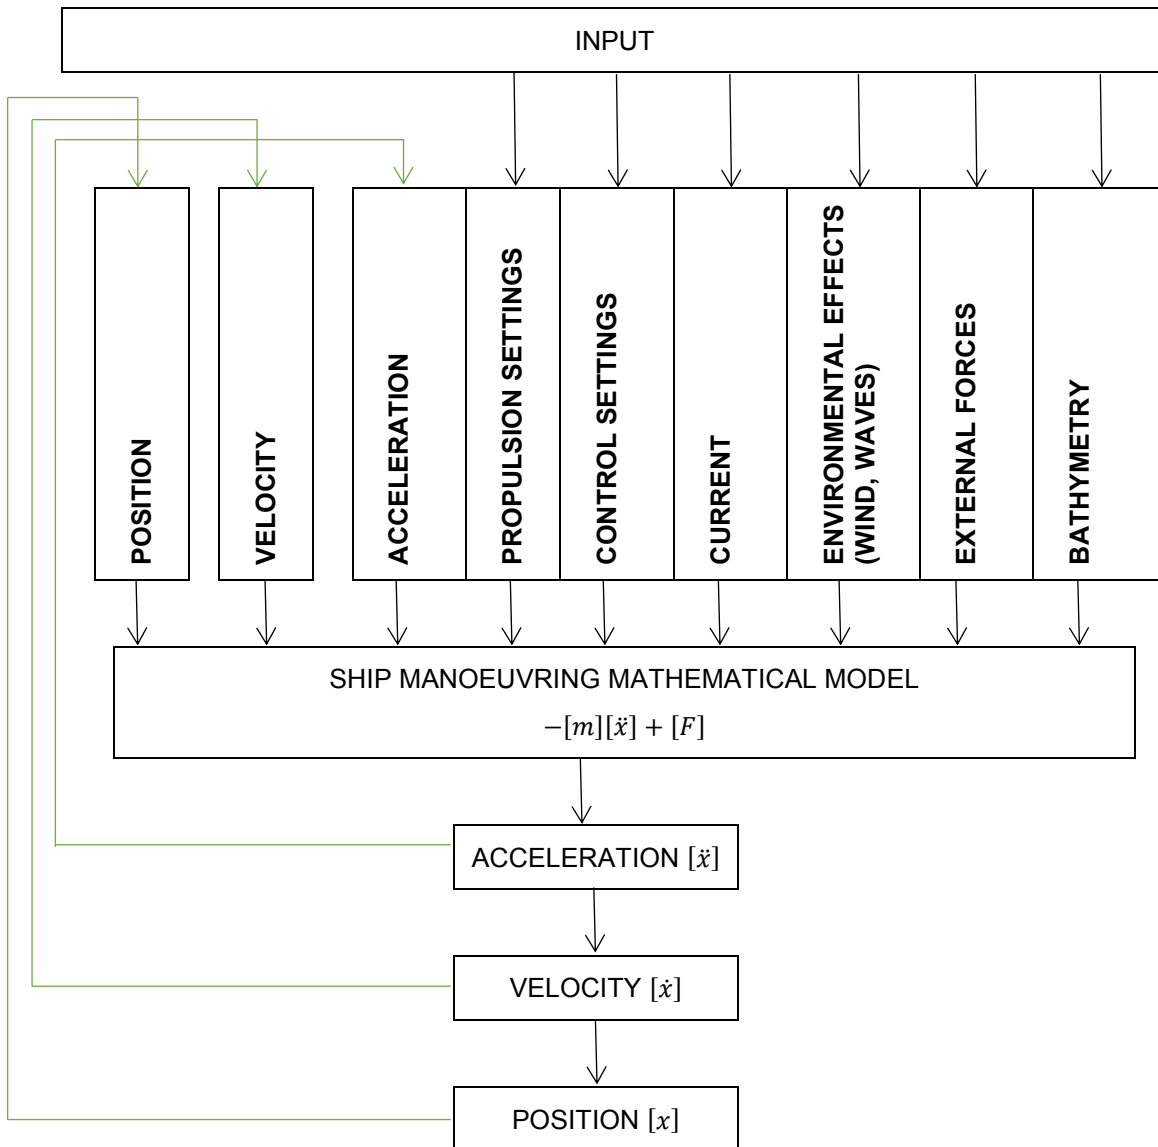 INPUT
POSITION
VELOCITY
ACCELERATION
PROPULSION SETTINGS
CONTROL SETTINGS
CURRENT
ENVIRONMENTAL EFFECTS
(WIND, WAVES)
EXTERNAL FORCES
BATHYMETRY
SHIP MANOEUVRING MATHEMATICAL MODEL
−[m][ẍ] + [F]
ACCELERATION [ẍ]
VELOCITY [ẋ]
POSITION [x]